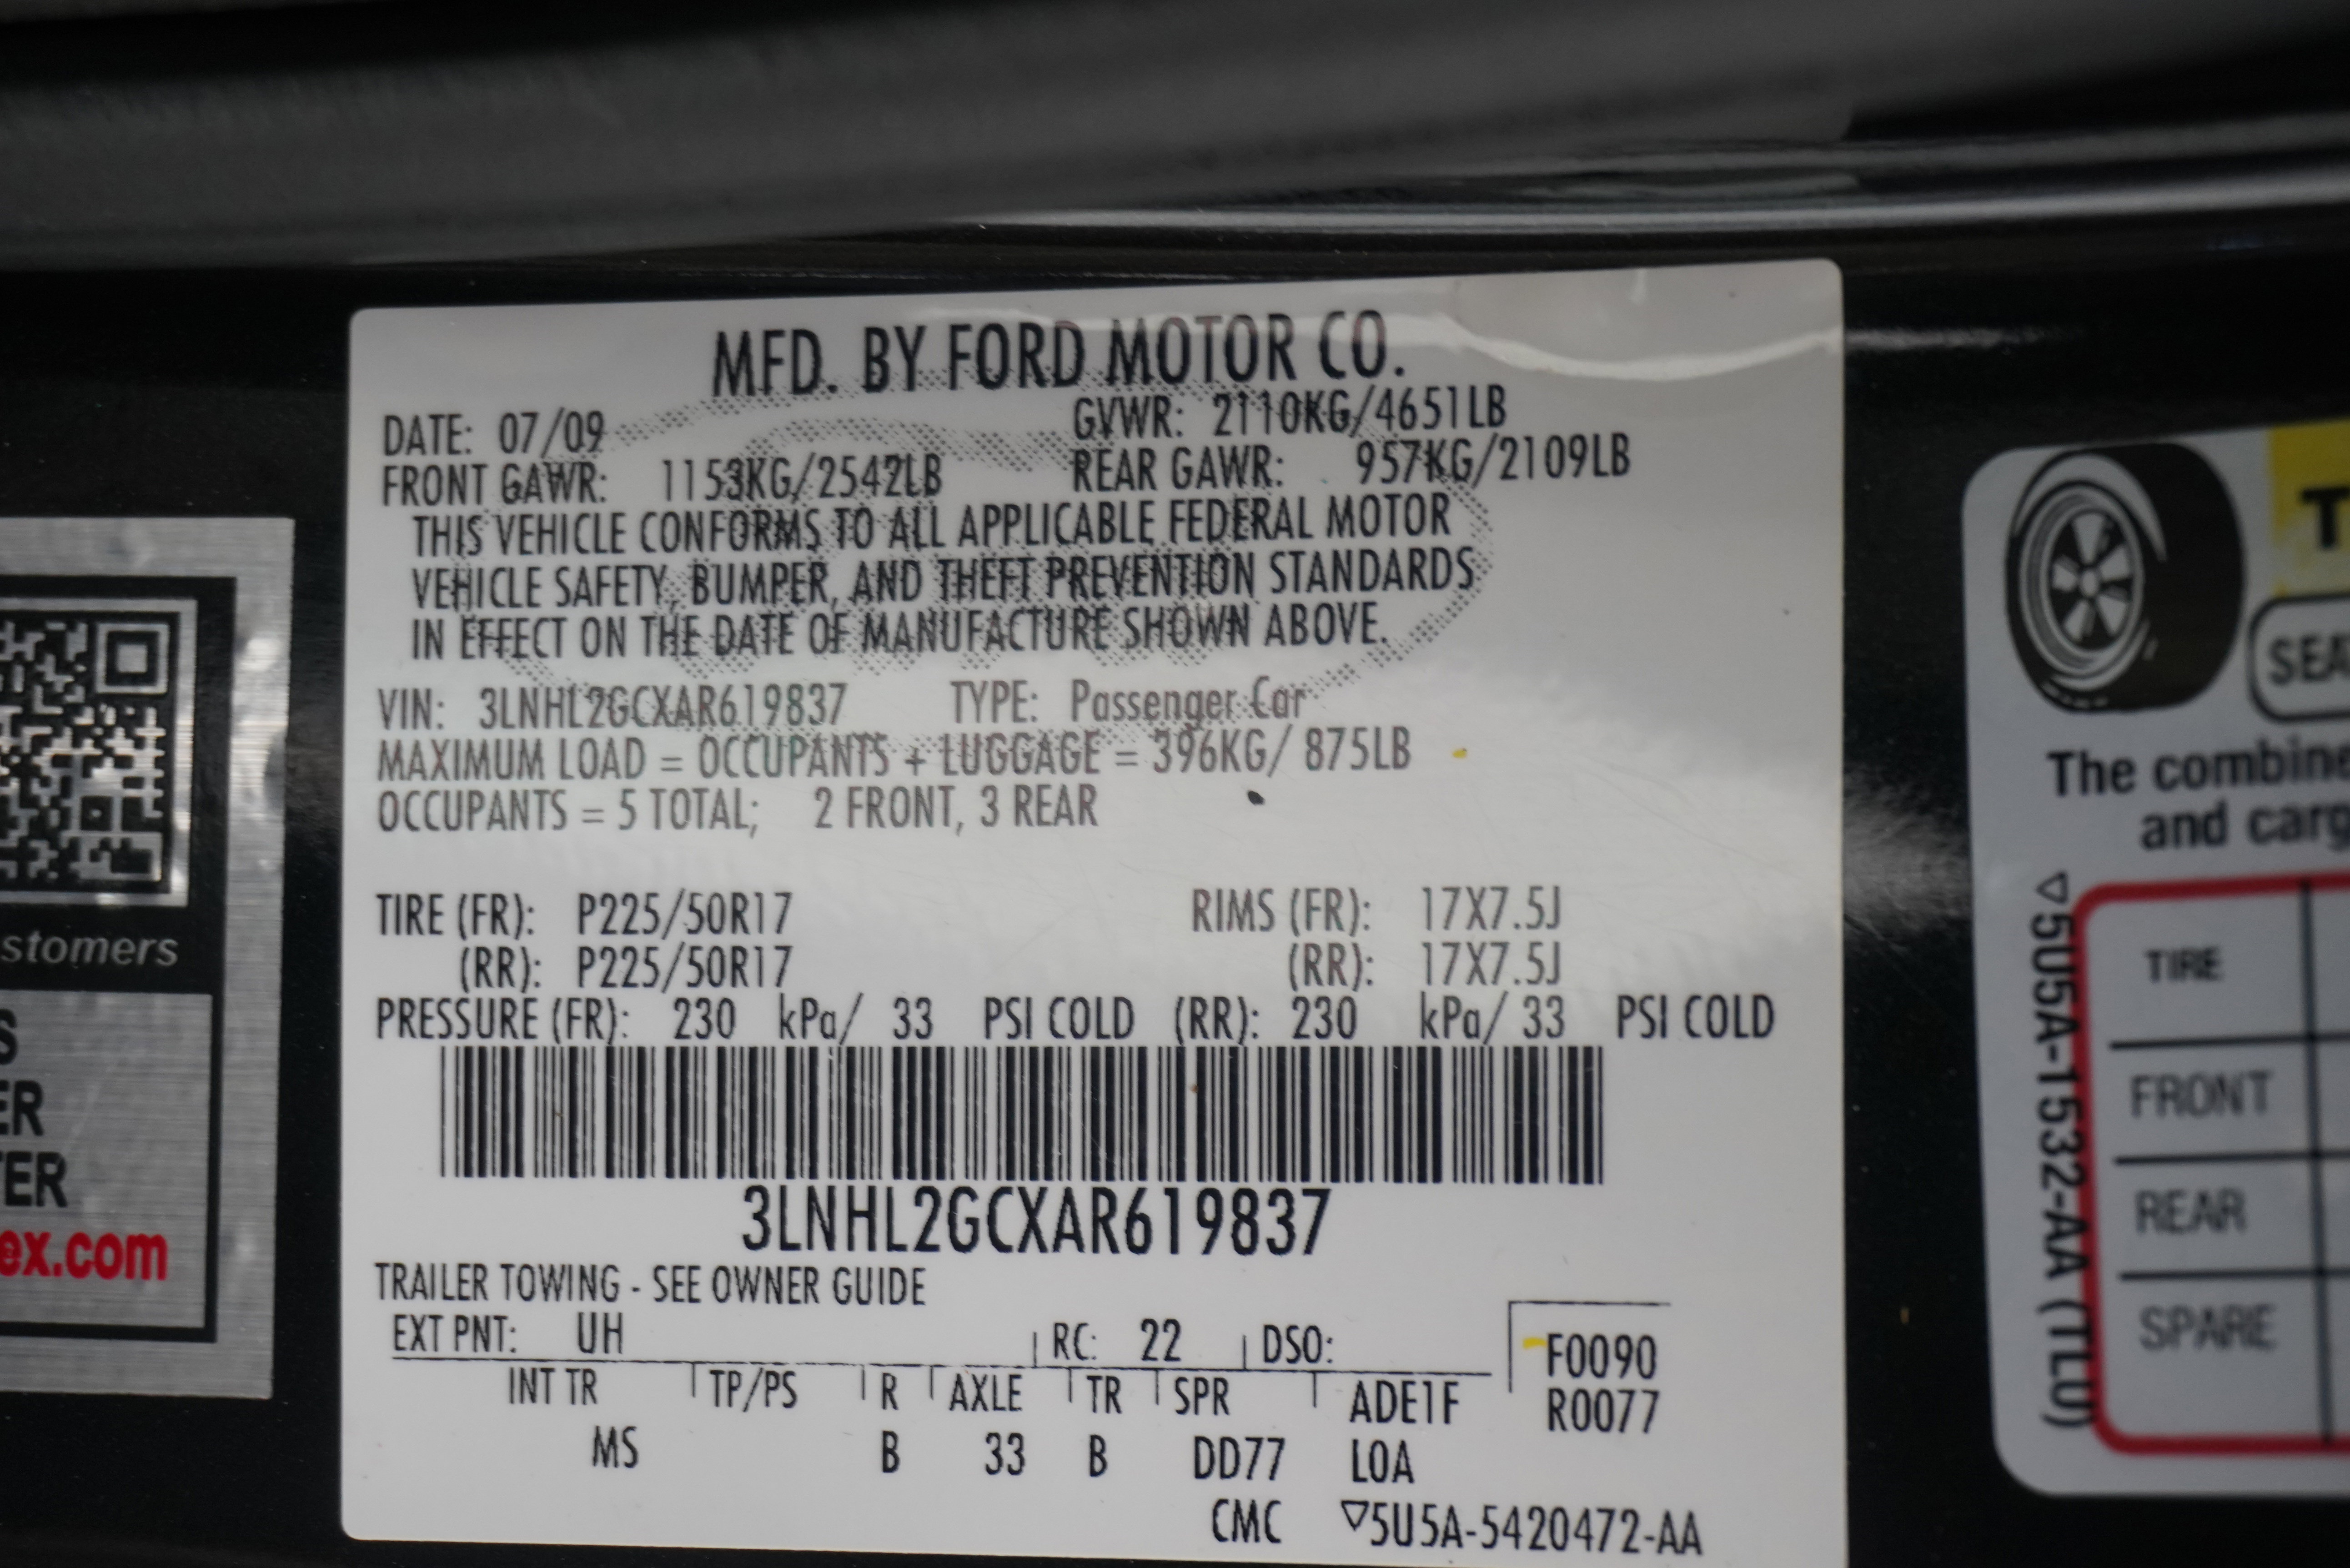 MFD. BY FORD MOTOR CO.
DATE: 07/09 GVWR: 2110KG/4651LB
FRONT GAWR: 1153KG/2542LB REAR GAWR: 957KG/2109LB
THIS VEHICLE CONFORMS TO ALL APPLICABLE FEDERAL MOTOR
VEHICLE SAFETY, BUMPER, AND THEFT PREVENTION STANDARDS
IN EFFECT ON THE DATE OF MANUFACTURE SHOWN ABOVE.
VIN: 3LNHL2GCXAR619837 TYPE: Passenger Car
MAXIMUM LOAD = OCCUPANTS + LUGGAGE = 396KG/ 875LB
OCCUPANTS = 5 TOTAL; 2 FRONT, 3 REAR
TIRE (FR): P225/50R17 RIMS (FR): 17X7.5J
(RR): P225/50R17 (RR): 17X7.5J
PRESSURE (FR): 230 kPa/ 33 PSI COLD (RR): 230 kPa/ 33 PSI COLD
3LNHL2GCXAR619837
TRAILER TOWING - SEE OWNER GUIDE
EXT PNT: UH RC: 22 DSO: F0090
INT TR TP/PS R AXLE TR SPR ADE1F R0077
MS B 33 B DD77 LOA
CMC ▽5U5A-5420472-AA
stomers
S
ER
TER
ex.com
T
SEA
The combine
and carg
TIRE
FRONT
REAR
SPARE
▽5U5A-1532-AA (TLU)